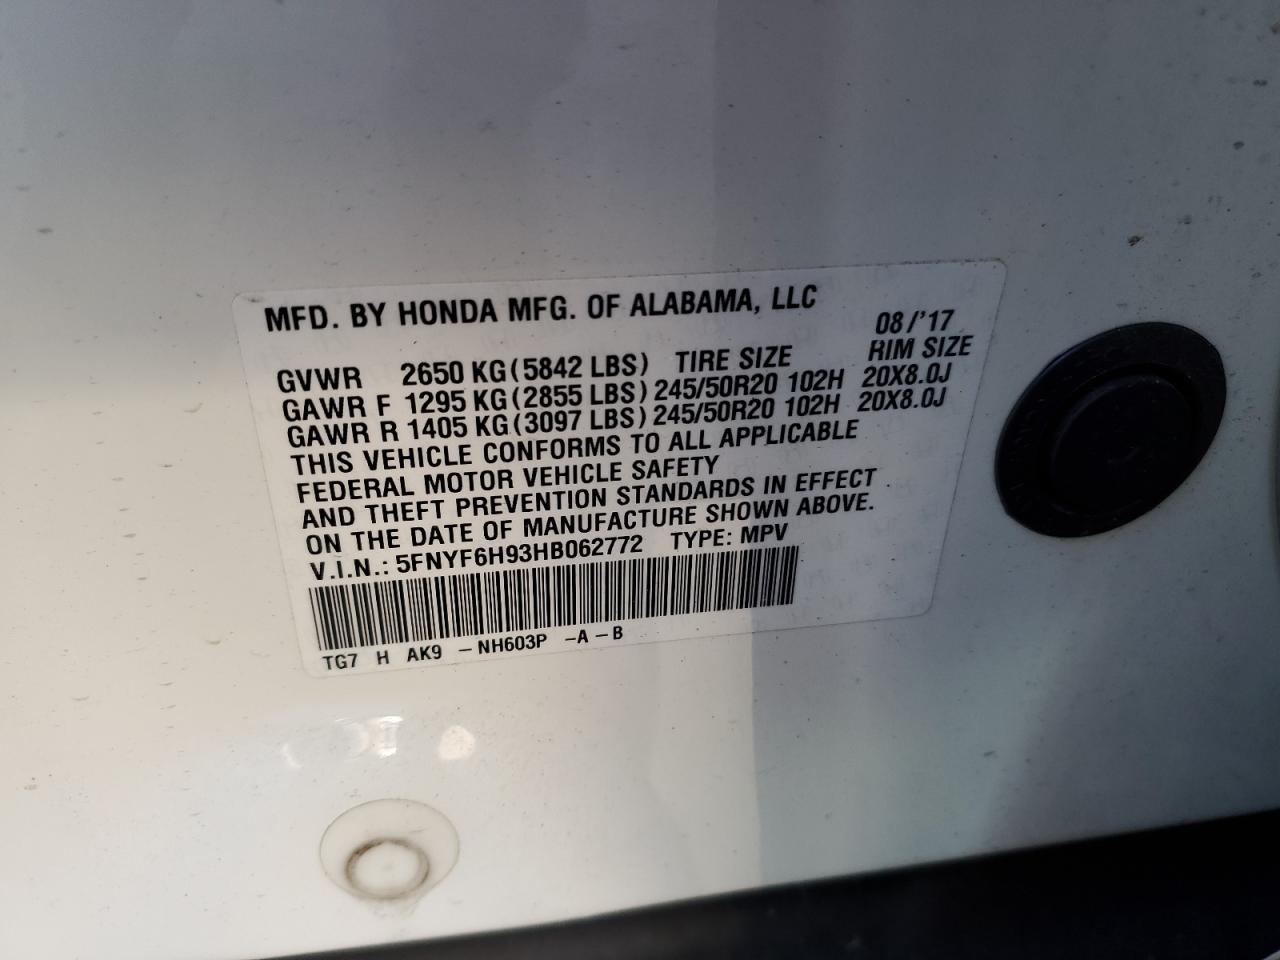 MFD. BY HONDA MFG. OF ALABAMA, LLC
08/'17
GVWR 2650 KG(5842 LBS) TIRE SIZE RIM SIZE
GAWR F 1295 KG(2855 LBS) 245/50R20 102H 20X8.0J
GAWR R 1405 KG(3097 LBS) 245/50R20 102H 20X8.0J
THIS VEHICLE CONFORMS TO ALL APPLICABLE
FEDERAL MOTOR VEHICLE SAFETY
AND THEFT PREVENTION STANDARDS IN EFFECT
ON THE DATE OF MANUFACTURE SHOWN ABOVE.
V.I.N.: 5FNYF6H93HB062772 TYPE: MPV
TG7 H AK9 -NH603P -A-B